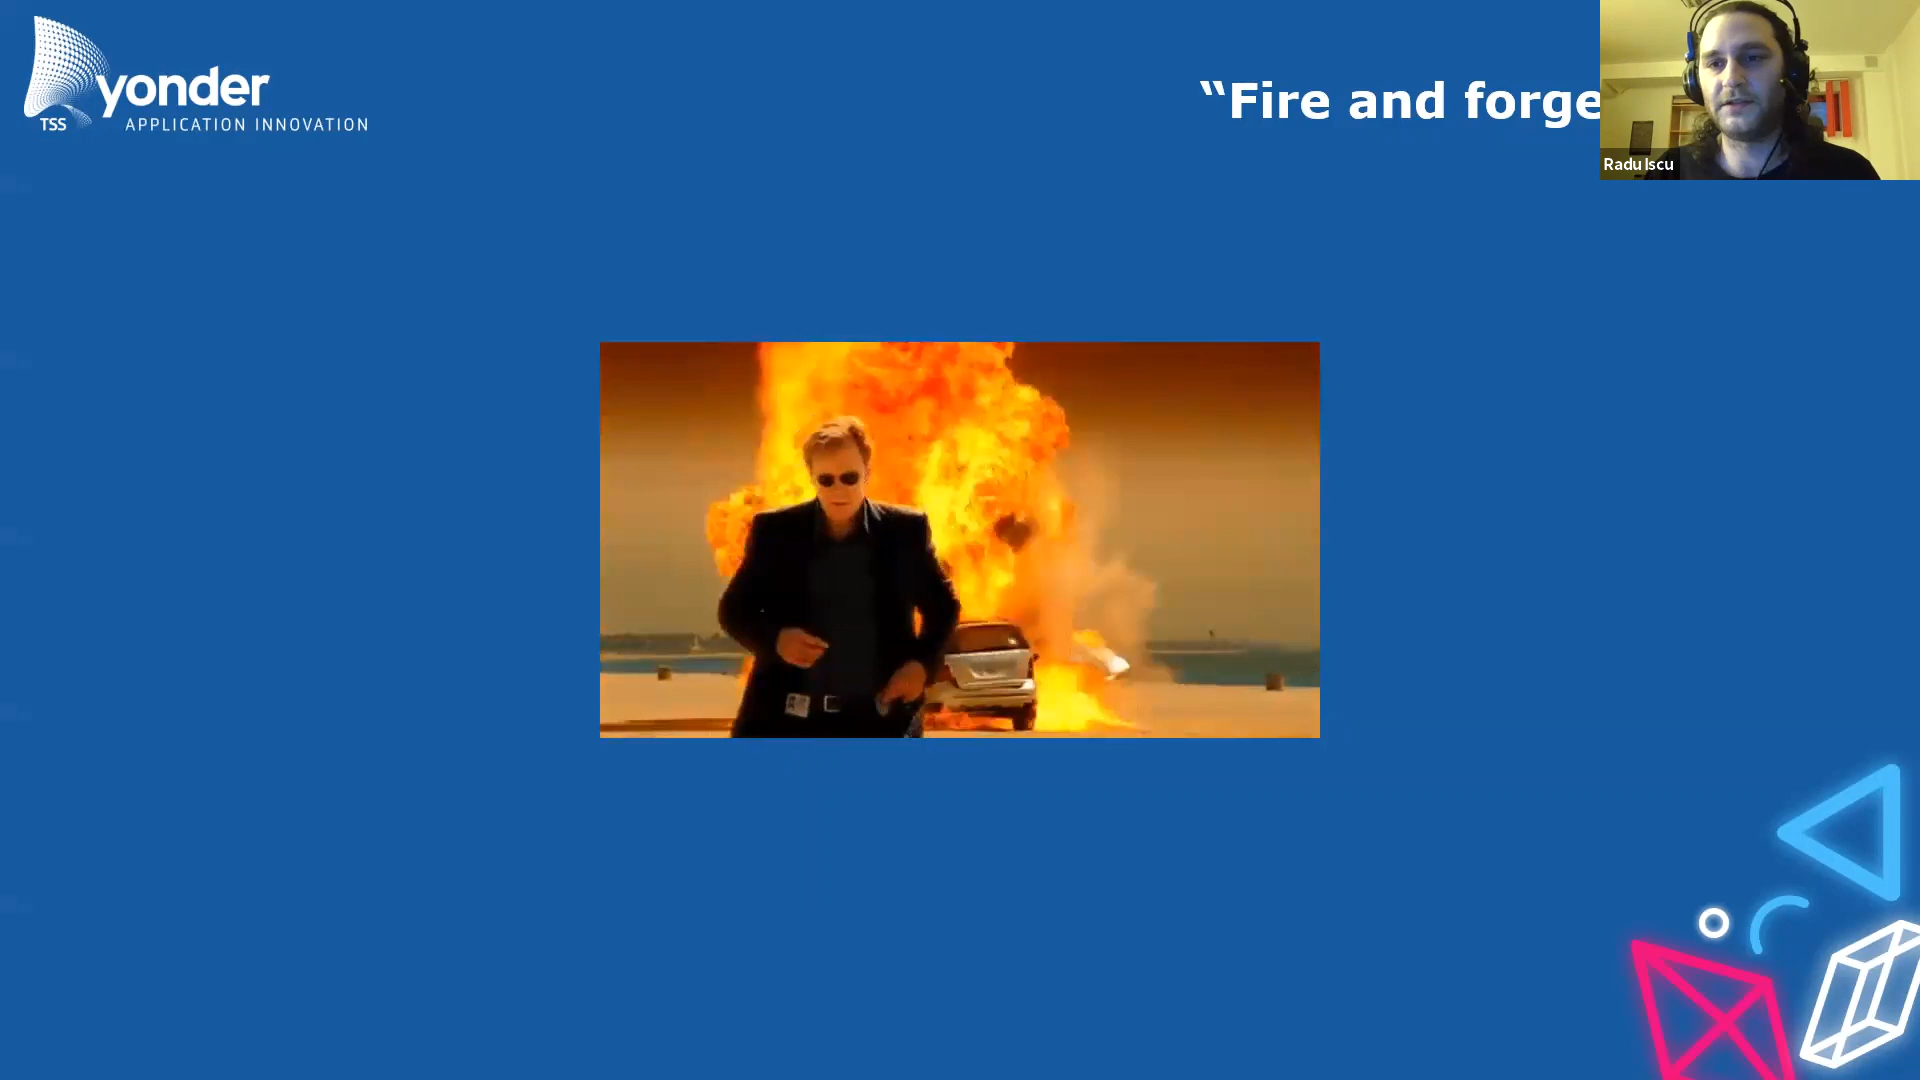 yonder
TSS
APPLICATION INNOVATION
“Fire and forge
Radu Iscu